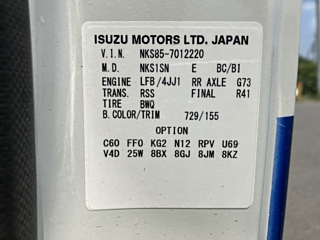 ISUZU MOTORS LTD. JAPAN
V.I.N. NKS85-7012220
M.D. NKS1SN E BC/BI
ENGINE LFB/4JJ1 RR AXLE G73
TRANS. RSS FINAL R41
TIRE BWQ
B.COLOR/TRIM 729/155
OPTION
C60 FF0 KG2 N12 RPV U69
V4D 25W 8BX 8GJ 8JM 8KZ